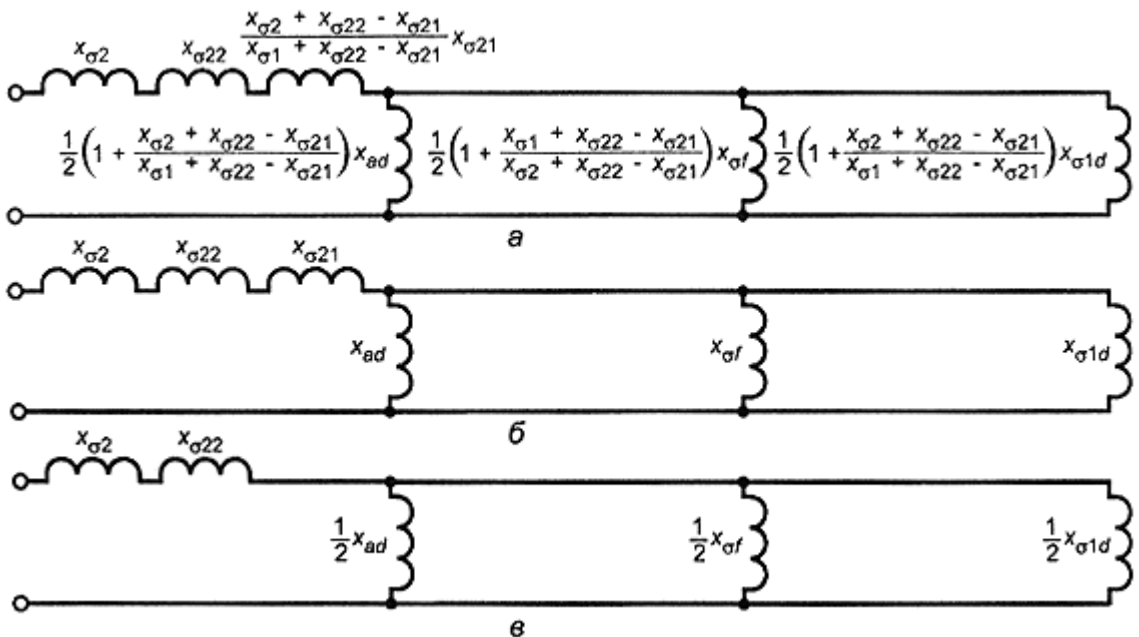 x_σ2 x_σ22 (x_σ2 + x_σ22 - x_σ21)/(x_σ1 + x_σ22 - x_σ21) x_σ21
1/2 (1 + (x_σ2 + x_σ22 - x_σ21)/(x_σ1 + x_σ22 - x_σ21)) x_ad
1/2 (1 + (x_σ1 + x_σ22 - x_σ21)/(x_σ2 + x_σ22 - x_σ21)) x_σf
1/2 (1 + (x_σ2 + x_σ22 - x_σ21)/(x_σ1 + x_σ22 - x_σ21)) x_σ1d
а
x_σ2 x_σ22 x_σ21
x_ad x_σf x_σ1d
б
x_σ2 x_σ22
1/2 x_ad 1/2 x_σf 1/2 x_σ1d
в